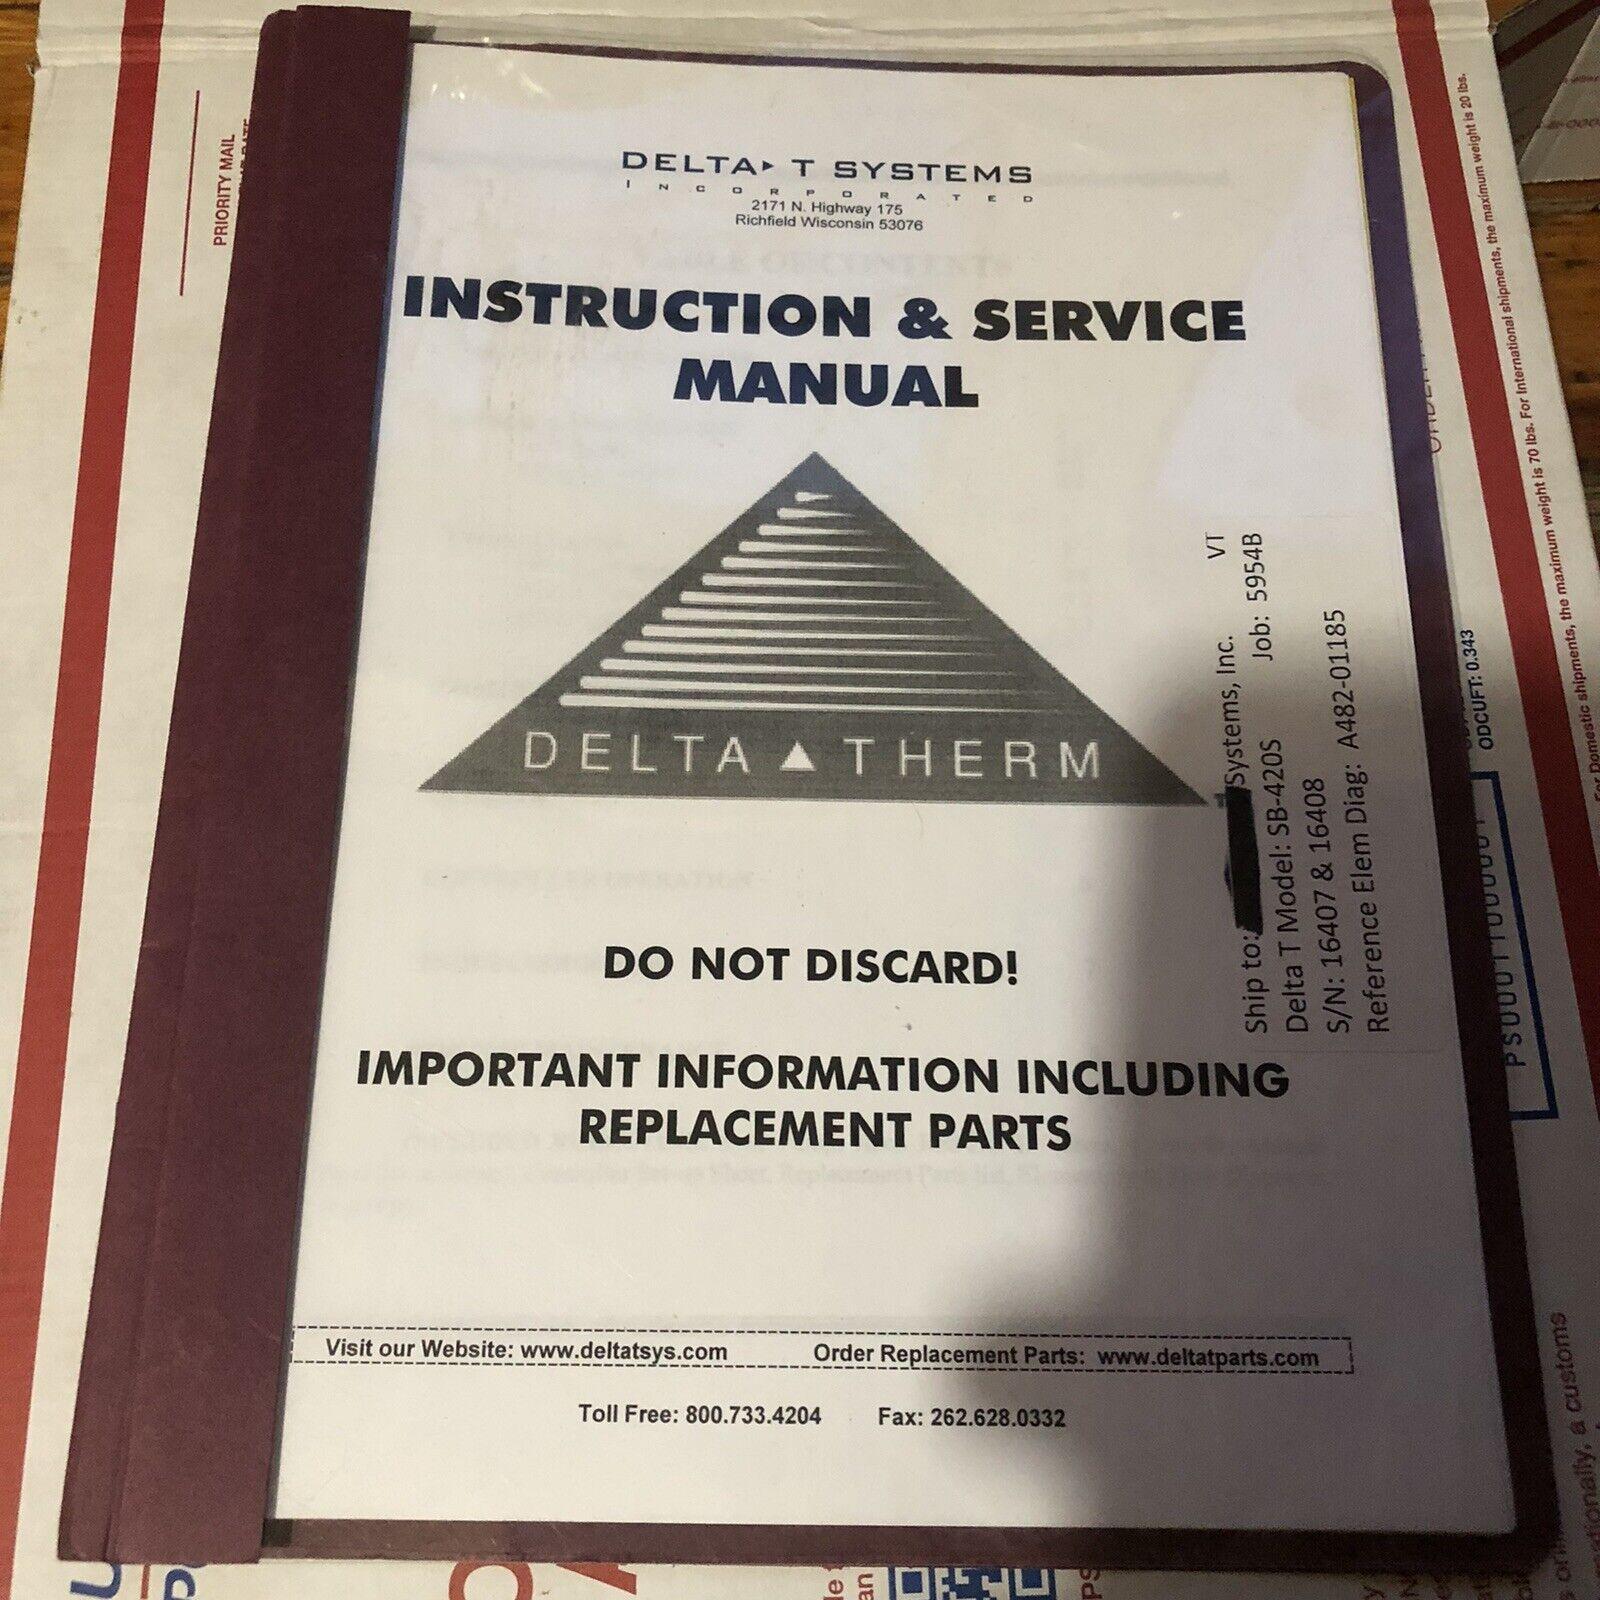 DELTA▸ T SYSTEMS
INCORPORATED
2171 N. Highway 175
Richfield Wisconsin 53076
INSTRUCTION & SERVICE
MANUAL
DELTA ▲ THERM
DO NOT DISCARD!
IMPORTANT INFORMATION INCLUDING
REPLACEMENT PARTS
Visit our Website: www.deltatsys.com Order Replacement Parts: www.deltatparts.com
Toll Free: 800.733.4204 Fax: 262.628.0332
Ship to: Systems, Inc. VT
Delta T Model: SB-420S Job: 5954B
S/N: 16407 & 16408
Reference Elem Diag: A482-01185
PRIORITY MAIL
ODCUFT: 0.343
For Domestic shipments, the maximum weight is 70 lbs. For International shipments, the maximum weight is 20 lbs.
a customs